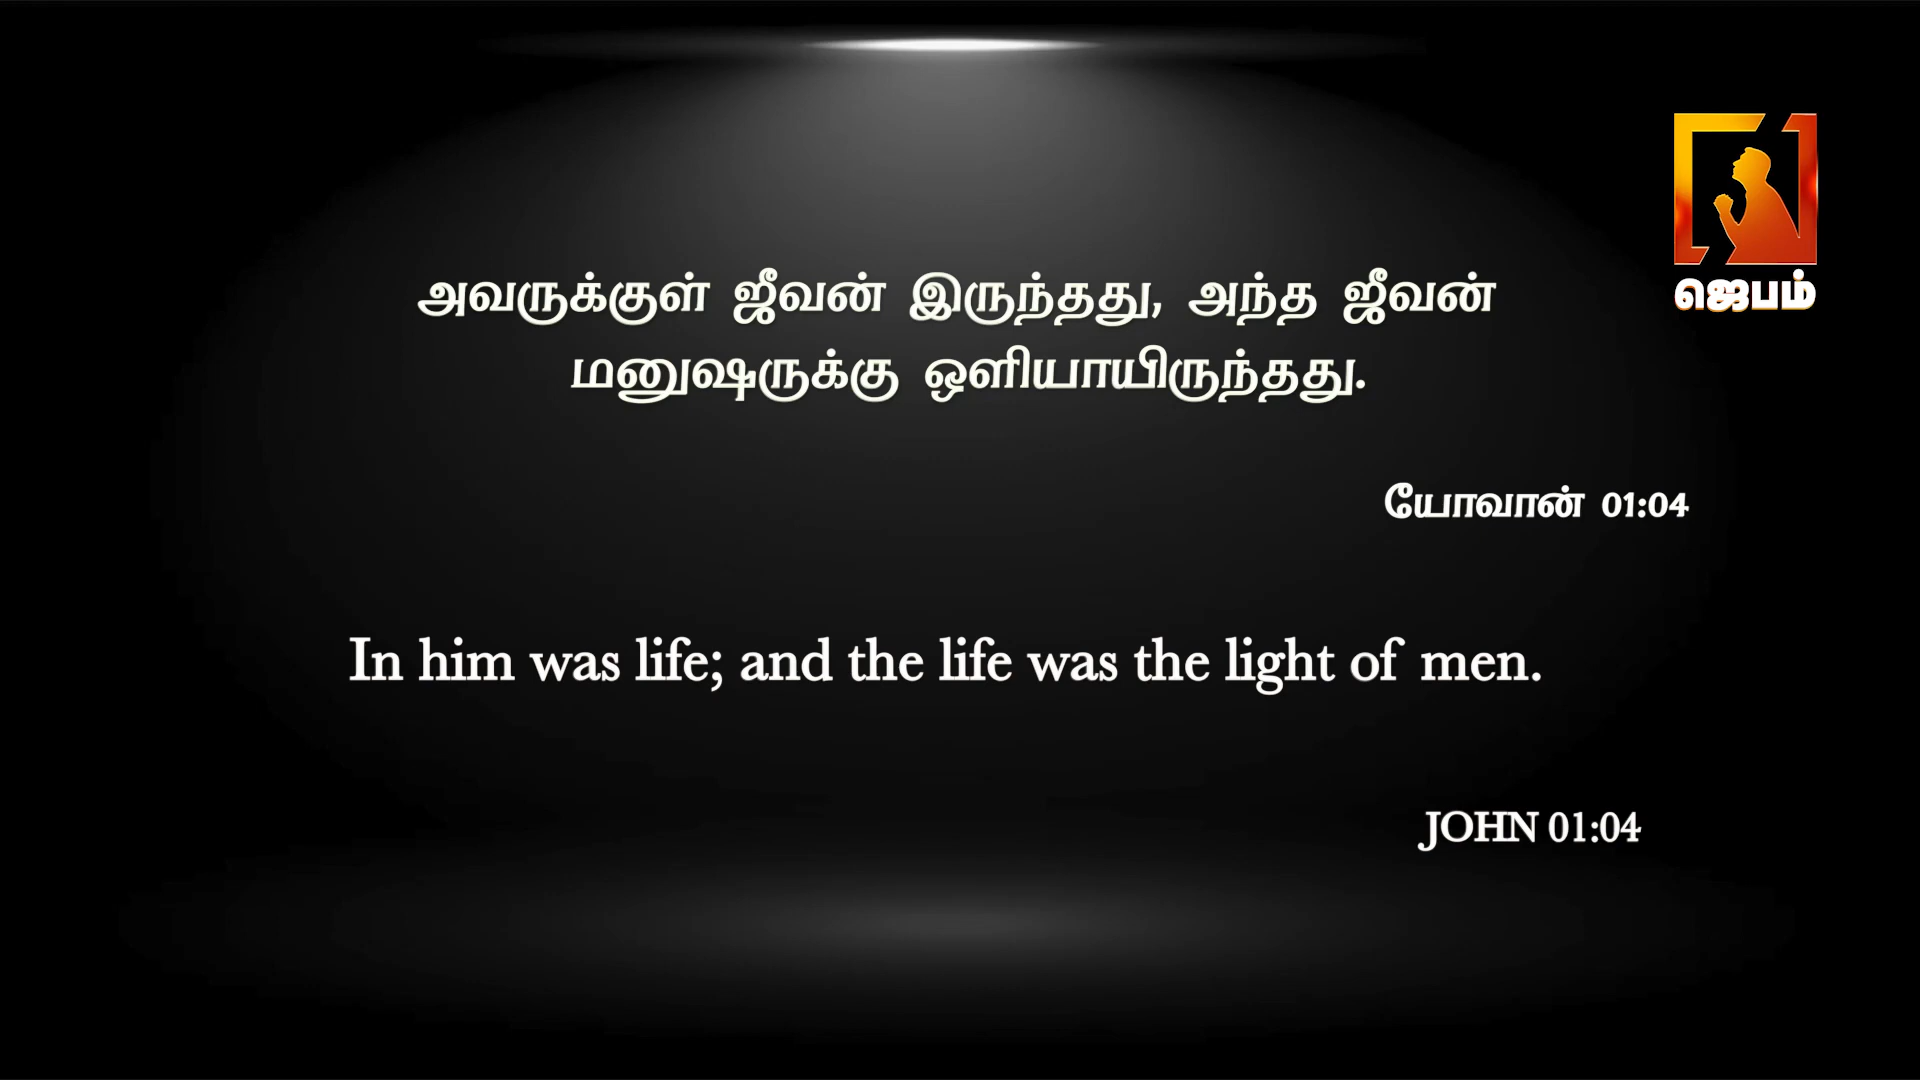 ஜெபம்
அவருக்குள் ஜீவன் இருந்தது, அந்த ஜீவன்
மனுஷருக்கு ஒளியாயிருந்தது.
யோவான் 01:04
In him was life; and the life was the light of men.
JOHN 01:04